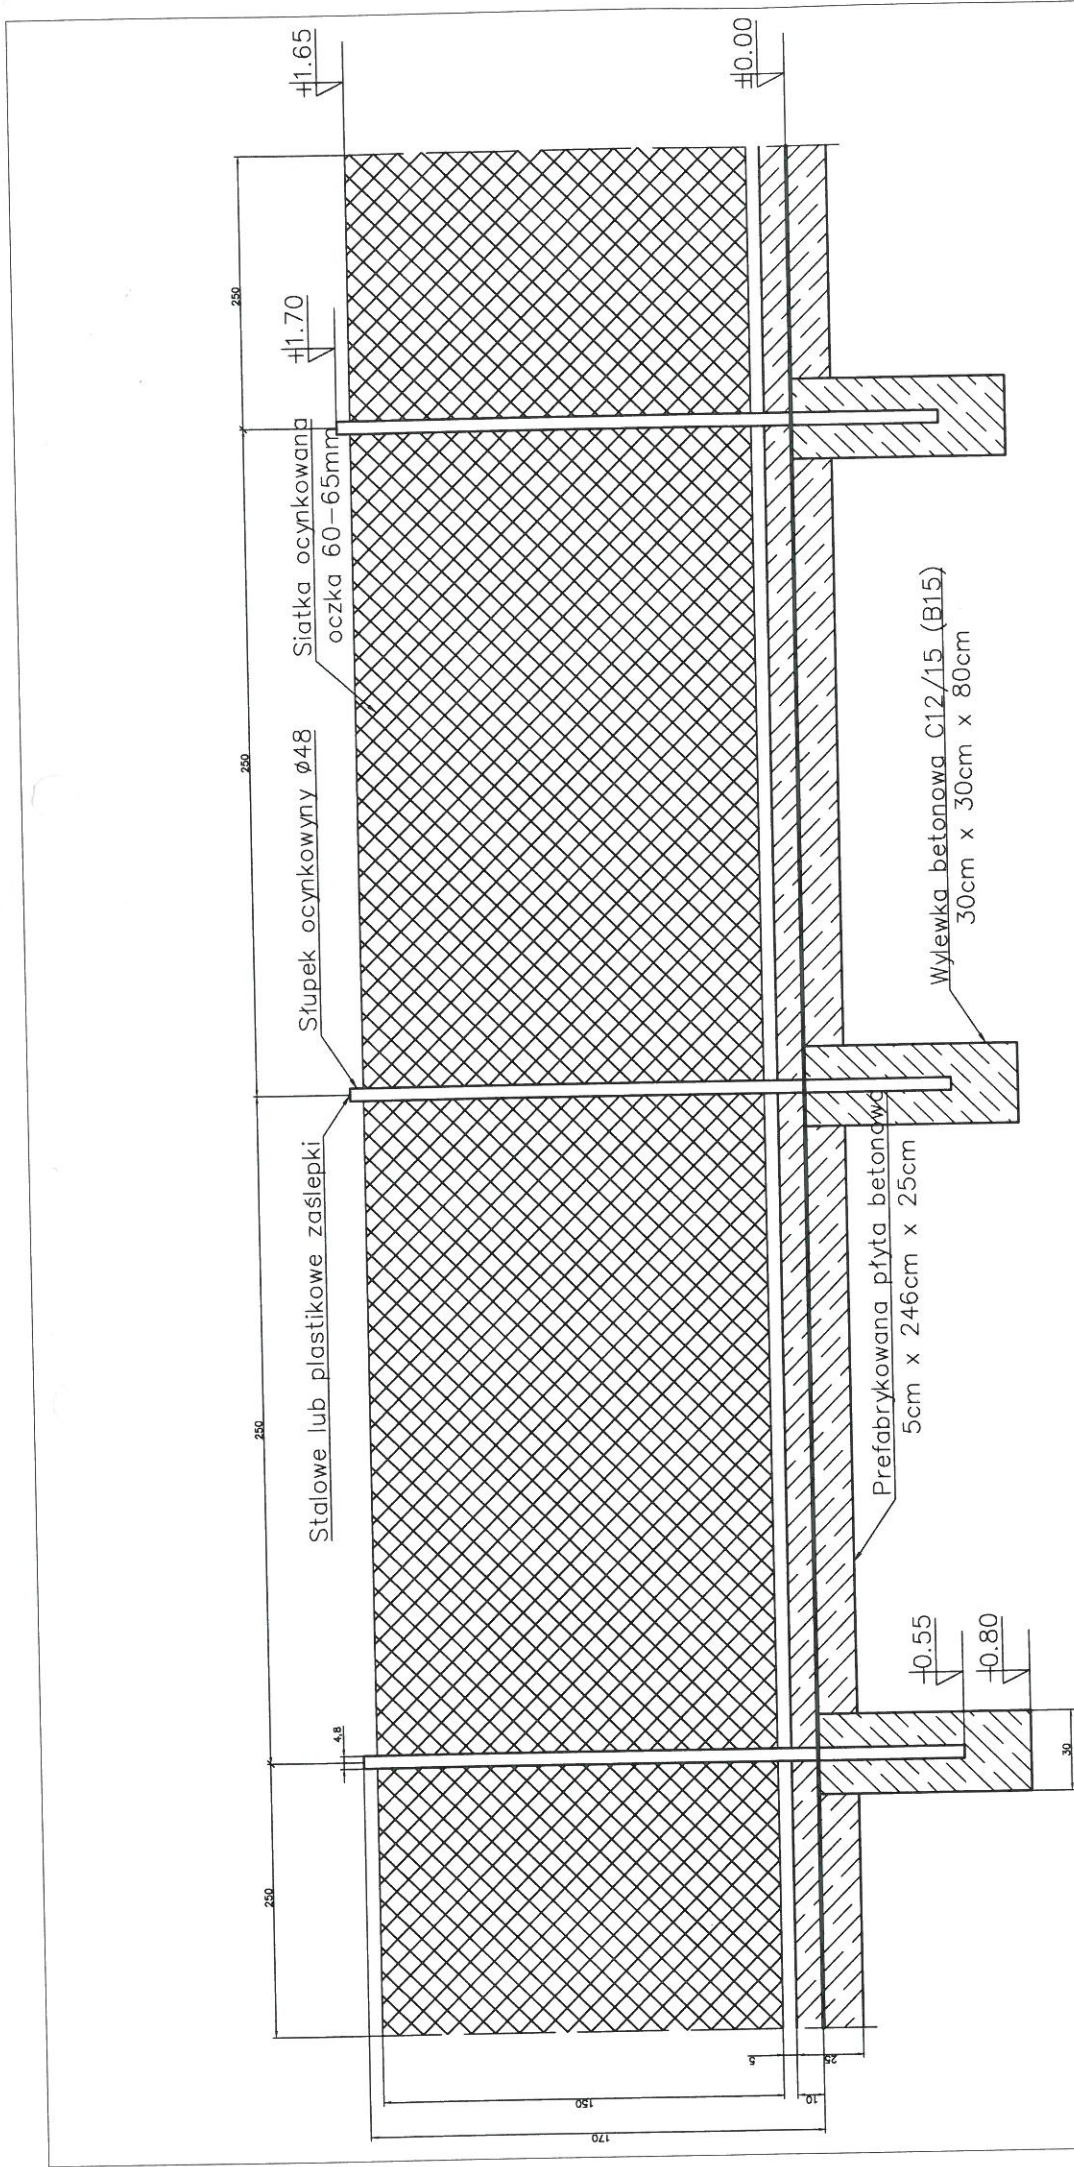 250
250
250
250
+1.65
+1.70
±0.00
Siatka ocynkowana
oczka 60-65mm
Słupek ocynkowyny ø48
Stalowe lub plastikowe zaślepki
4,8
Wylewka betonowa C12/15 (B15)
30cm x 30cm x 80cm
Prefabrykowana płyta betonowa
5cm x 246cm x 25cm
-0.55
-0.80
30
5
25
10
150
170